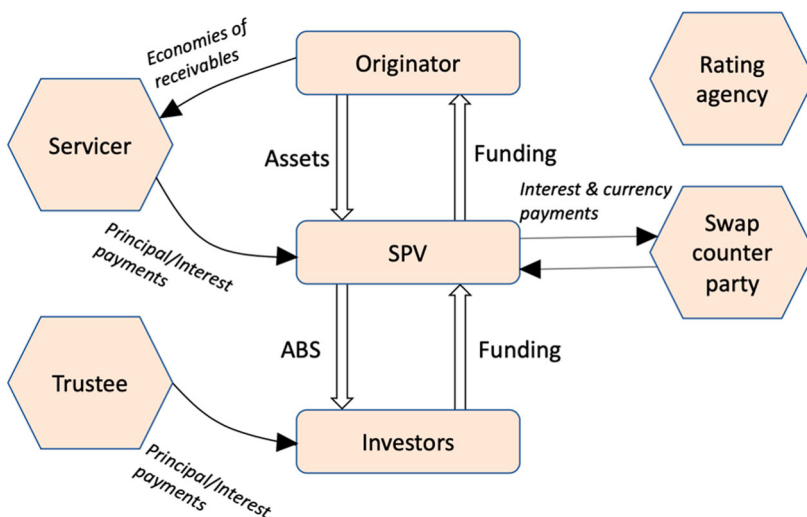 Economies of
receivables
Originator
Rating
agency
Servicer
Assets
Funding
Interest & currency
payments
Principal/Interest
payments
SPV
Swap
counter
party
ABS
Funding
Trustee
Investors
Principal/Interest
payments